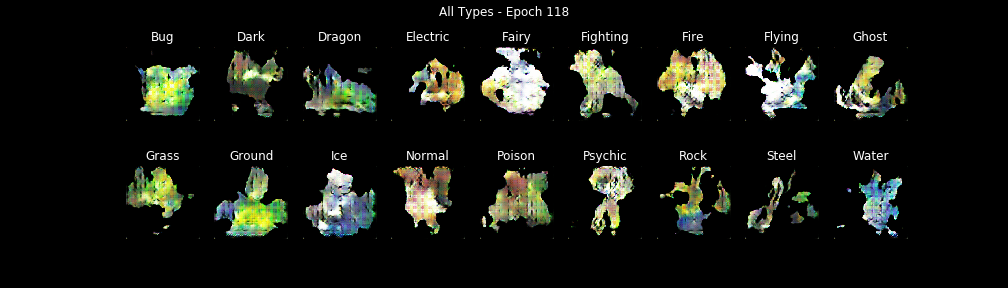 All Types - Epoch 118
Bug Dark Dragon Electric Fairy Fighting Fire Flying Ghost
Grass Ground Ice Normal Poison Psychic Rock Steel Water